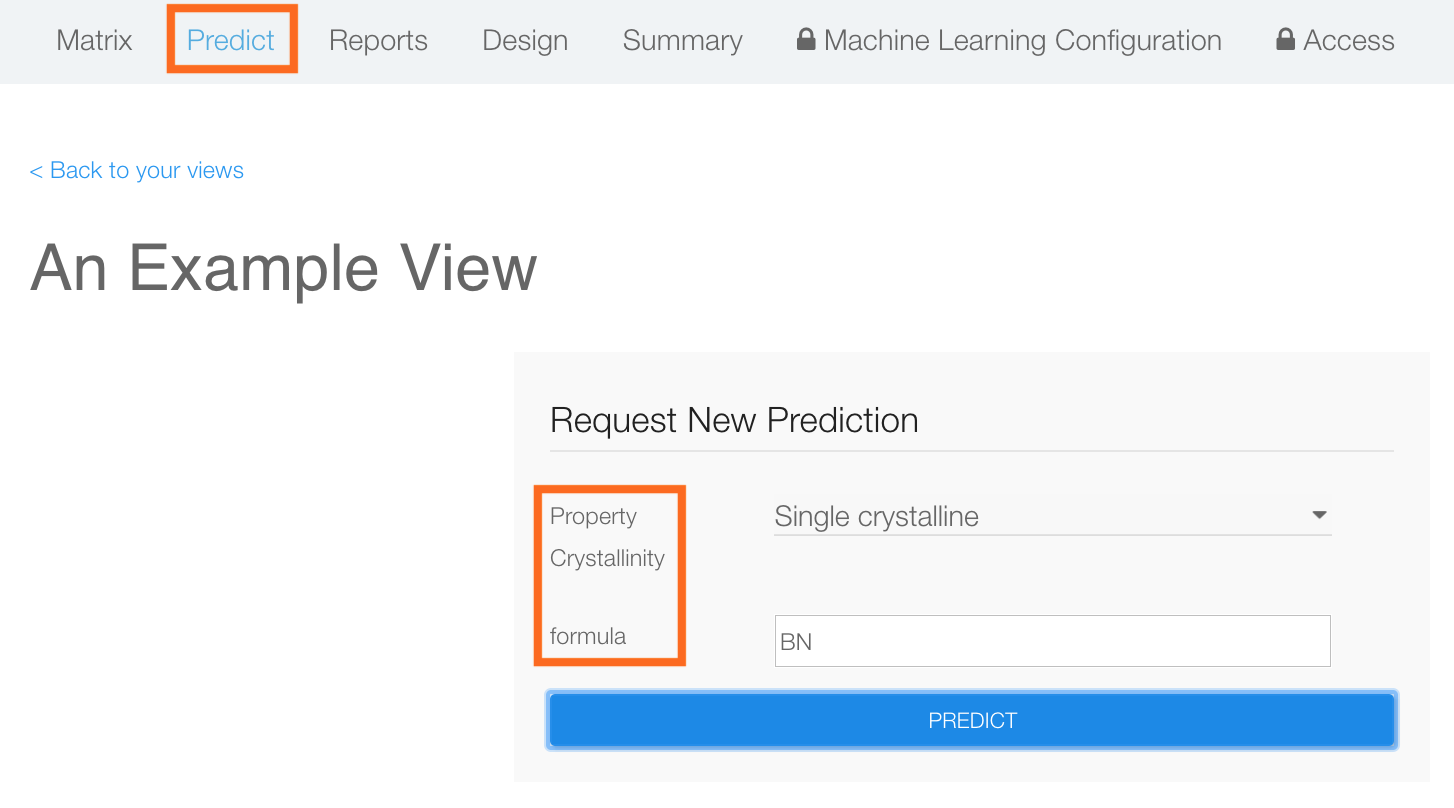 Matrix Predict Reports Design Summary Machine Learning Configuration Access
< Back to your views
An Example View
Request New Prediction
Property Single crystalline
Crystallinity
formula BN
PREDICT